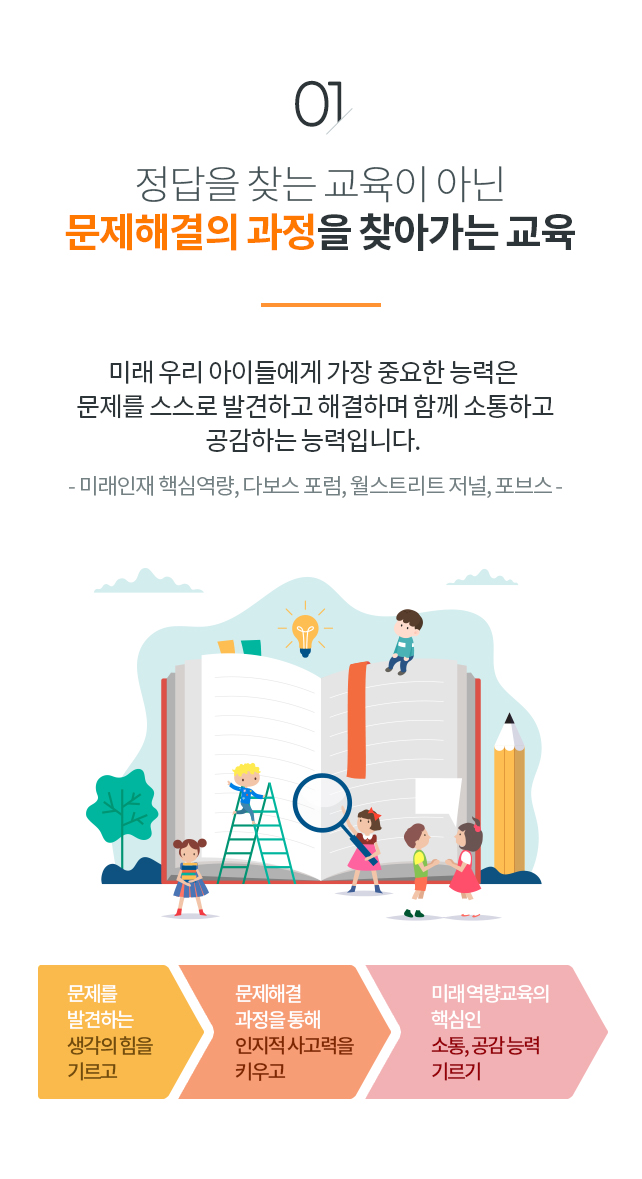 01
정답을 찾는 교육이 아닌
문제해결의 과정을 찾아가는 교육
미래 우리 아이들에게 가장 중요한 능력은
문제를 스스로 발견하고 해결하며 함께 소통하고
공감하는 능력입니다.
- 미래인재 핵심역량, 다보스 포럼, 월스트리트 저널, 포브스 -
문제를
발견하는
생각의 힘을
기르고
문제해결
과정을 통해
인지적 사고력을
키우고
미래 역량교육의
핵심인
소통, 공감 능력
기르기